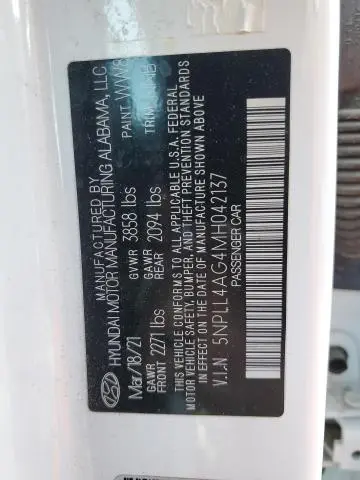 MANUFACTURED BY
HYUNDAI MOTOR MANUFACTURING ALABAMA, LLC
Mar/18/21 GVWR 3858 lbs PAINT
GAWR FRONT 2271 lbs GAWR REAR 2094 lbs TRIM
THIS VEHICLE CONFORMS TO ALL APPLICABLE U.S.A. FEDERAL
MOTOR VEHICLE SAFETY, BUMPER, AND THEFT PREVENTION STANDARDS
IN EFFECT ON THE DATE OF MANUFACTURE SHOWN ABOVE
V.I.N 5NPLL4AG4MH042137
PASSENGER CAR